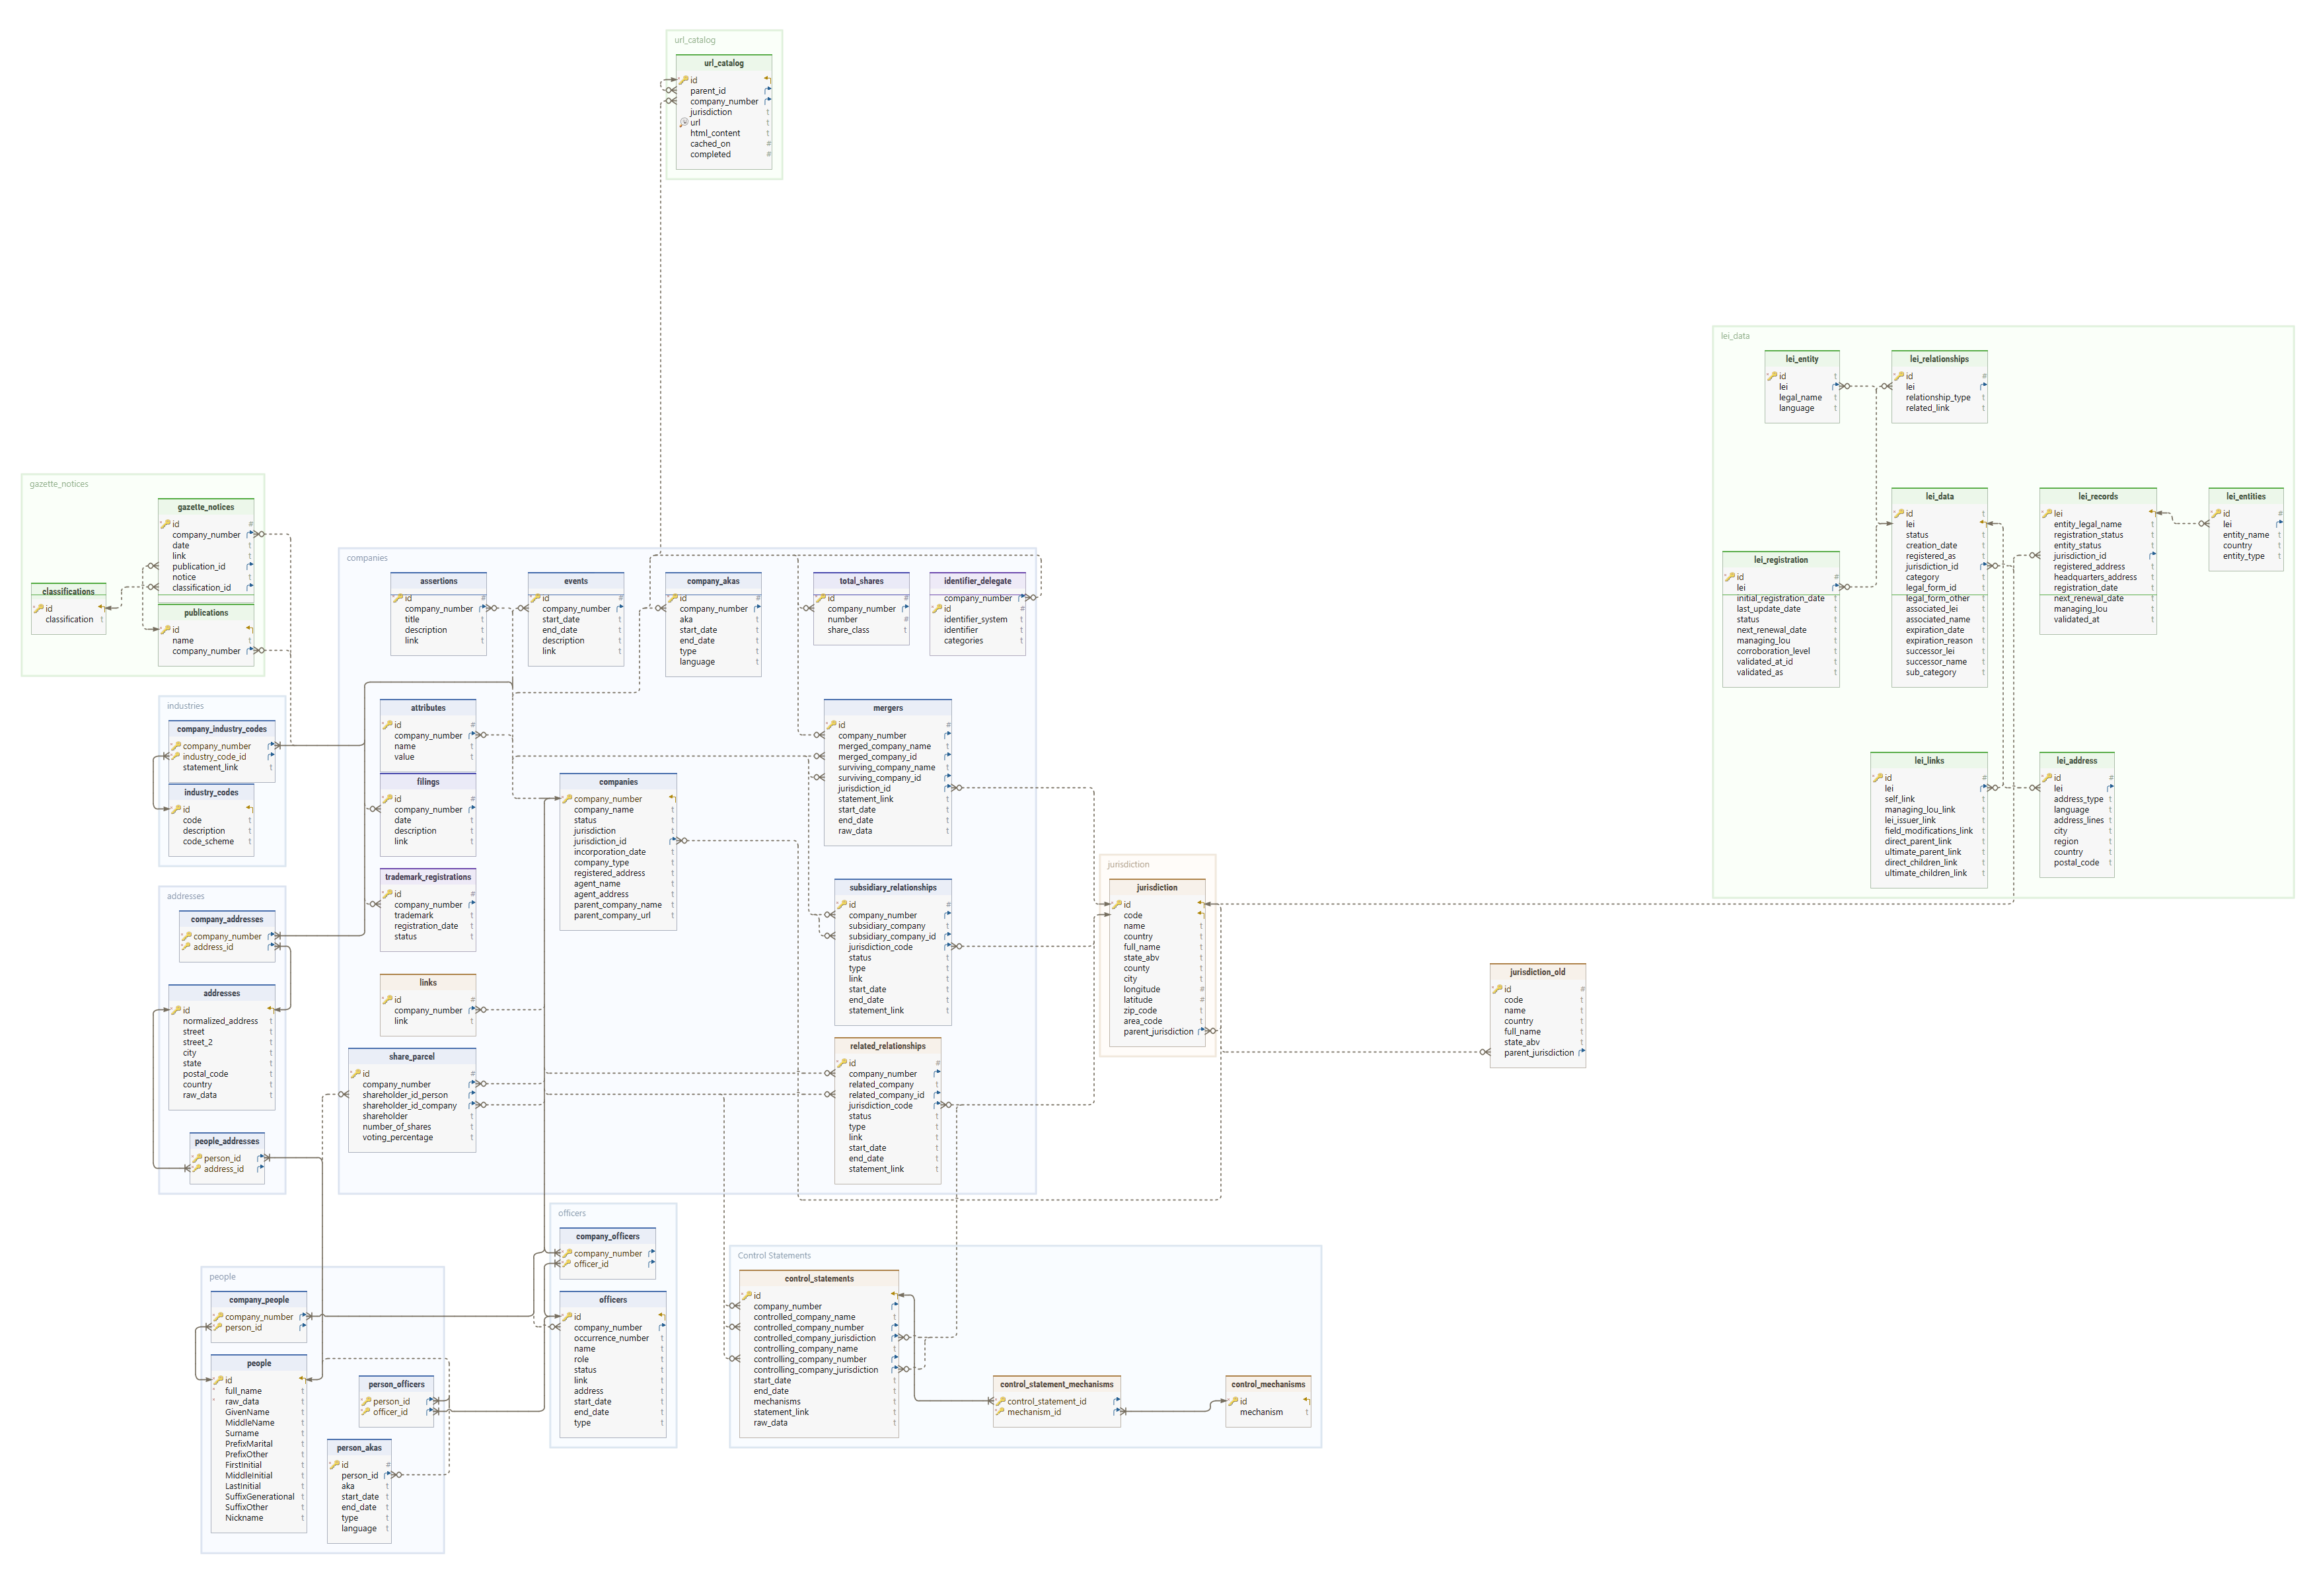 url_catalog
url_catalog
id
parent_id
company_number
jurisdiction t
url t
html_content t
cached_on #
completed #
lei_data
lei_entity
id t
lei
legal_name t
language t
lei_relationships
id #
lei
relationship_type t
related_link t
lei_data
id t
lei
status t
creation_date t
registered_as t
jurisdiction_id
category t
legal_form_id t
legal_form_other t
associated_lei t
associated_name t
expiration_date t
expiration_reason t
successor_lei t
successor_name t
sub_category t
lei_records
lei
entity_legal_name t
registration_status t
entity_status t
jurisdiction_id
registered_address t
headquarters_address t
registration_date t
next_renewal_date t
managing_lou t
validated_at t
lei_entities
id #
lei
entity_name t
country t
entity_type t
lei_registration
id #
lei
initial_registration_date t
last_update_date t
status t
next_renewal_date t
managing_lou t
corroboration_level t
validated_at_id t
validated_as t
lei_links
id #
lei
self_link t
managing_lou_link t
lei_issuer_link t
field_modifications_link t
direct_parent_link t
ultimate_parent_link t
direct_children_link t
ultimate_children_link t
lei_address
id #
lei
address_type t
language t
address_lines t
city t
region t
country t
postal_code t
gazette_notices
gazette_notices
id #
company_number
date t
link t
publication_id
notice t
classification_id
classifications
id
classification t
publications
id
name t
company_number
industries
company_industry_codes
company_number
industry_code_id
statement_link t
industry_codes
id
code t
description t
code_scheme t
addresses
company_addresses
company_number
address_id
addresses
id
normalized_address t
street t
street_2 t
city t
state t
postal_code t
country t
raw_data t
people_addresses
person_id
address_id
companies
assertions
id #
company_number
title t
description t
link t
events
id #
company_number
start_date t
end_date t
description t
link t
company_akas
id #
company_number
aka t
start_date t
end_date t
type t
language t
total_shares
id #
company_number
number #
share_class t
identifier_delegate
company_number
id #
identifier_system t
identifier t
categories t
attributes
id #
company_number
name t
value t
filings
id #
company_number
date t
description t
link t
trademark_registrations
id #
company_number
trademark t
registration_date t
status t
links
id #
company_number
link t
share_parcel
id #
company_number
shareholder_id_person
shareholder_id_company
shareholder t
number_of_shares t
voting_percentage t
companies
company_number
company_name t
status t
jurisdiction t
jurisdiction_id
incorporation_date t
company_type t
registered_address t
agent_name t
agent_address t
parent_company_name t
parent_company_url t
mergers
id #
company_number
merged_company_name t
merged_company_id
surviving_company_name t
surviving_company_id
jurisdiction_id
statement_link t
start_date t
end_date t
raw_data t
subsidiary_relationships
id #
company_number
subsidiary_company t
subsidiary_company_id
jurisdiction_code
status t
type t
link t
start_date t
end_date t
statement_link t
related_relationships
id #
company_number
related_company t
related_company_id
jurisdiction_code
status t
type t
link t
start_date t
end_date t
statement_link t
jurisdiction
jurisdiction
id
code
name t
country t
full_name t
state_abv t
county t
city t
longitude #
latitude #
zip_code t
area_code t
parent_jurisdiction
jurisdiction_old
id #
code t
name t
country t
full_name t
state_abv t
parent_jurisdiction
officers
company_officers
company_number
officer_id
officers
id
company_number
occurrence_number t
name t
role t
status t
link t
address t
start_date t
end_date t
type t
people
company_people
company_number
person_id
people
id
full_name t
raw_data t
GivenName t
MiddleName t
Surname t
PrefixMarital t
PrefixOther t
FirstInitial t
MiddleInitial t
LastInitial t
SuffixGenerational t
SuffixOther t
Nickname t
person_officers
person_id
officer_id
person_akas
id #
person_id
aka t
start_date t
end_date t
type t
language t
Control Statements
control_statements
id
company_number
controlled_company_name t
controlled_company_number
controlled_company_jurisdiction
controlling_company_name t
controlling_company_number
controlling_company_jurisdiction
start_date t
end_date t
mechanisms t
statement_link t
raw_data t
control_statement_mechanisms
control_statement_id
mechanism_id
control_mechanisms
id
mechanism t